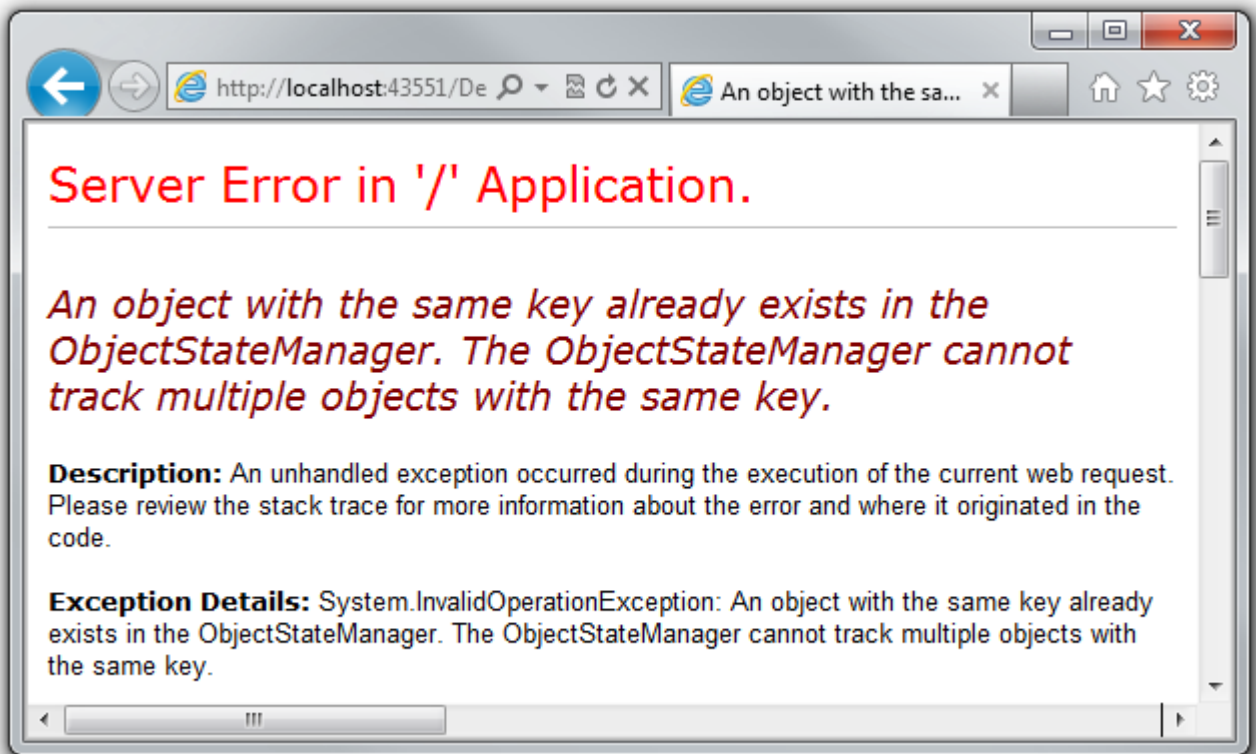 http://localhost:43551/De
An object with the sa...
Server Error in '/' Application.
An object with the same key already exists in the
ObjectStateManager. The ObjectStateManager cannot
track multiple objects with the same key.
Description: An unhandled exception occurred during the execution of the current web request.
Please review the stack trace for more information about the error and where it originated in the
code.
Exception Details: System.InvalidOperationException: An object with the same key already
exists in the ObjectStateManager. The ObjectStateManager cannot track multiple objects with
the same key.